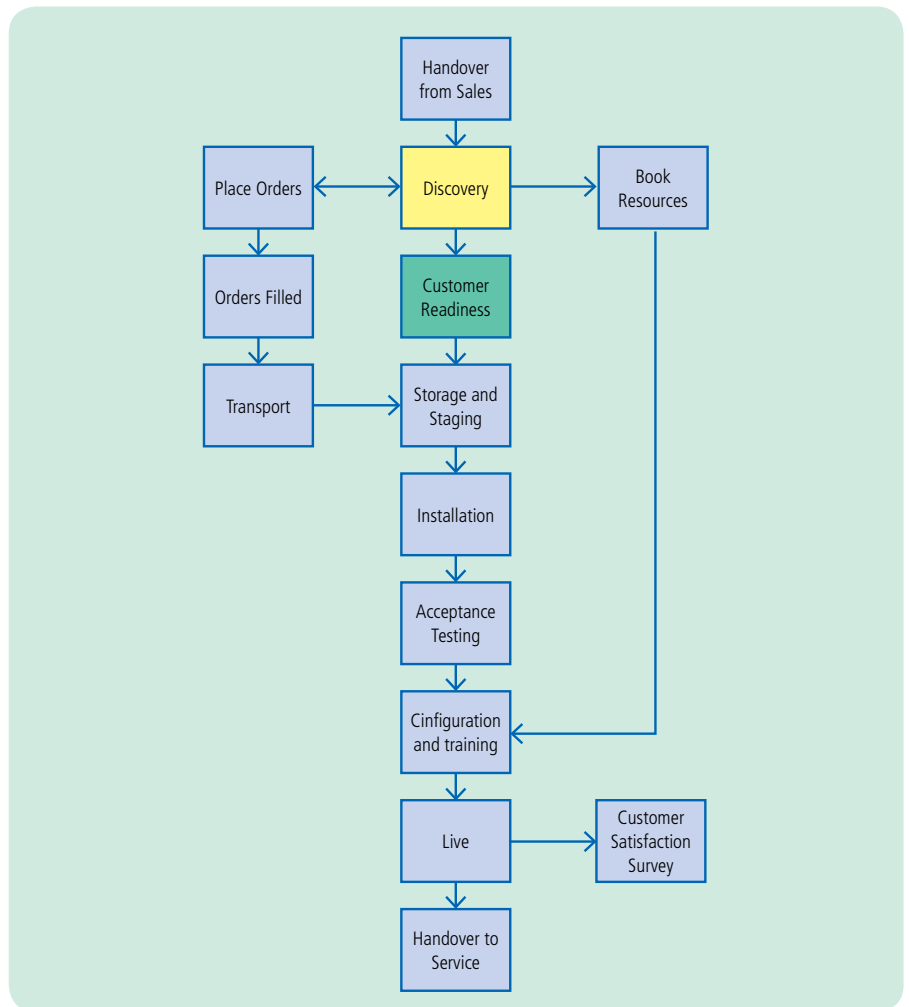 Handover
from Sales
Place Orders
Discovery
Book
Resources
Orders Filled
Customer
Readiness
Transport
Storage and
Staging
Installation
Acceptance
Testing
Cinfiguration
and training
Live
Customer
Satisfaction
Survey
Handover to
Service